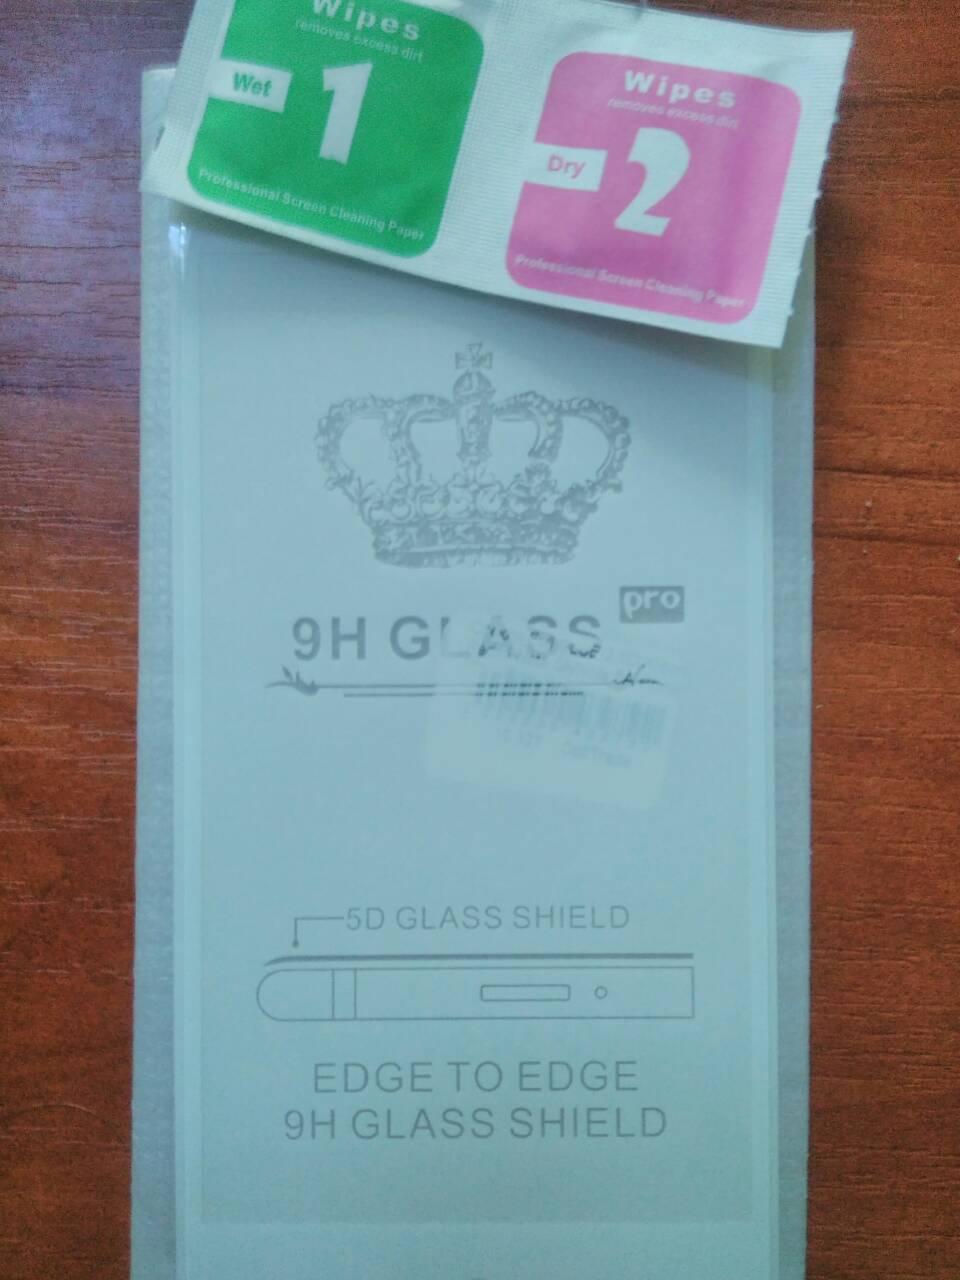 Wipes
removes excess dirt
Wet
1
Professional Screen Cleaning Paper
Wipes
removes excess dirt
Dry
2
Professional Screen Cleaning Paper
9H GLASS pro
5D GLASS SHIELD
EDGE TO EDGE
9H GLASS SHIELD